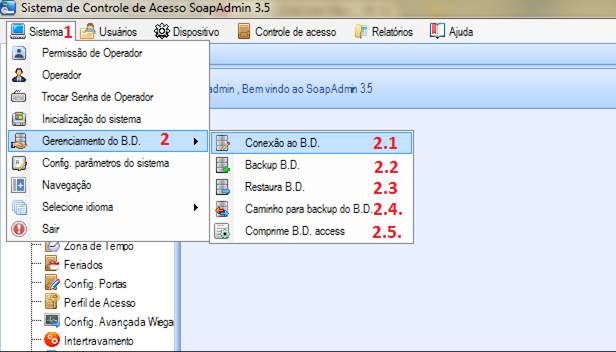 Sistema de Controle de Acesso SoapAdmin 3.5
Sistema 1 Usuários Dispositivo Controle de acesso Relatórios Ajuda
Permissão de Operador
Operador
Trocar Senha de Operador
Inicialização do sistema
Gerenciamento do B.D. 2
Config. parâmetros do sistema
Navegação
Selecione idioma
Sair
admin , Bem vindo ao SoapAdmin 3.5
Conexão ao B.D. 2.1
Backup B.D. 2.2
Restaura B.D. 2.3
Caminho para backup do B.D. 2.4.
Comprime B.D. access 2.5.
Zona de Tempo
Feriados
Config. Portas
Perfil de Acesso
Config. Avançada Wiega
Intertravamento